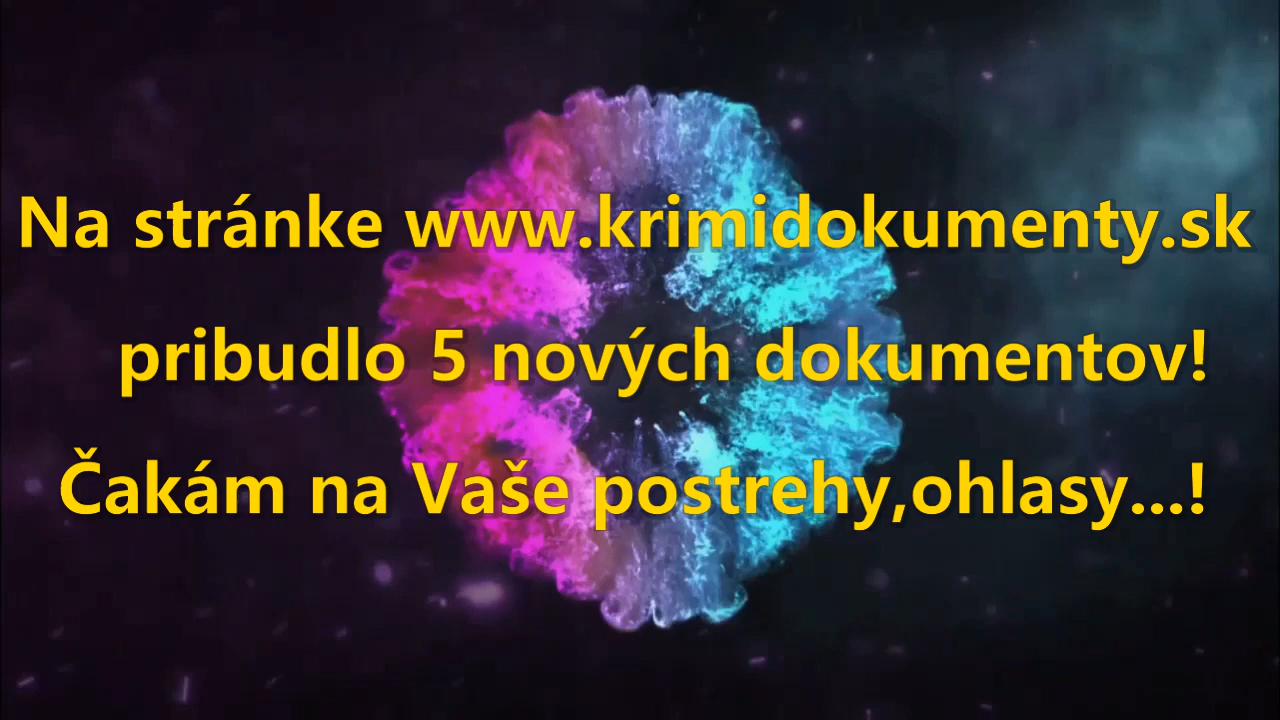 Na stránke www.krimidokumenty.sk
pribudlo 5 nových dokumentov!
Čakám na Vaše postrehy,ohlasy...!